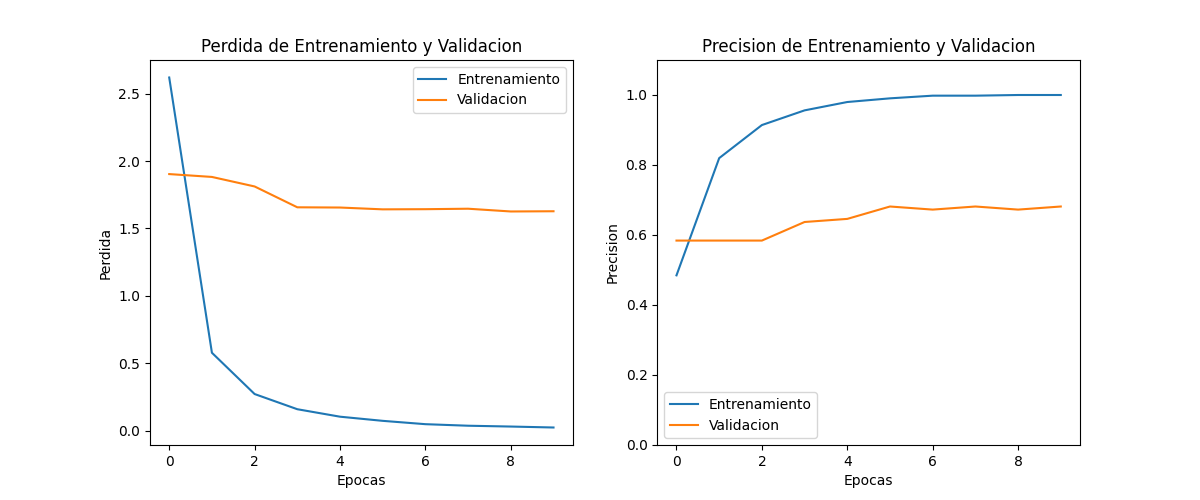 Perdida de Entrenamiento y Validacion
Entrenamiento
Validacion
Perdida
2.5
2.0
1.5
1.0
0.5
0.0
0 2 4 6 8
Epocas
Precision de Entrenamiento y Validacion
Precision
1.0
0.8
0.6
0.4
0.2
0.0
Entrenamiento
Validacion
0 2 4 6 8
Epocas